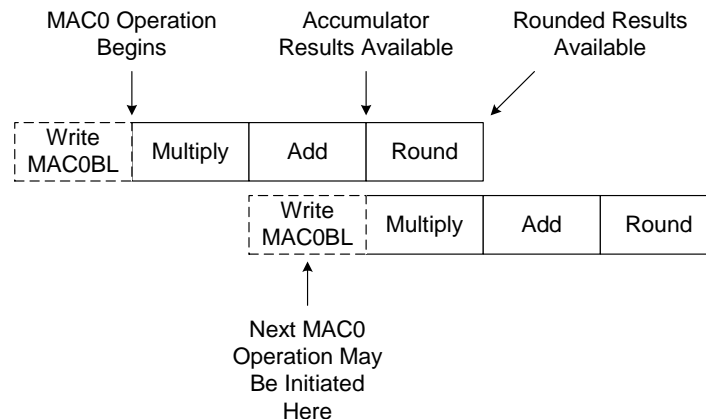 MAC0 Operation
Begins
Accumulator
Results Available
Rounded Results
Available
Write
MAC0BL
Multiply
Add
Round
Write
MAC0BL
Multiply
Add
Round
Next MAC0
Operation May
Be Initiated
Here